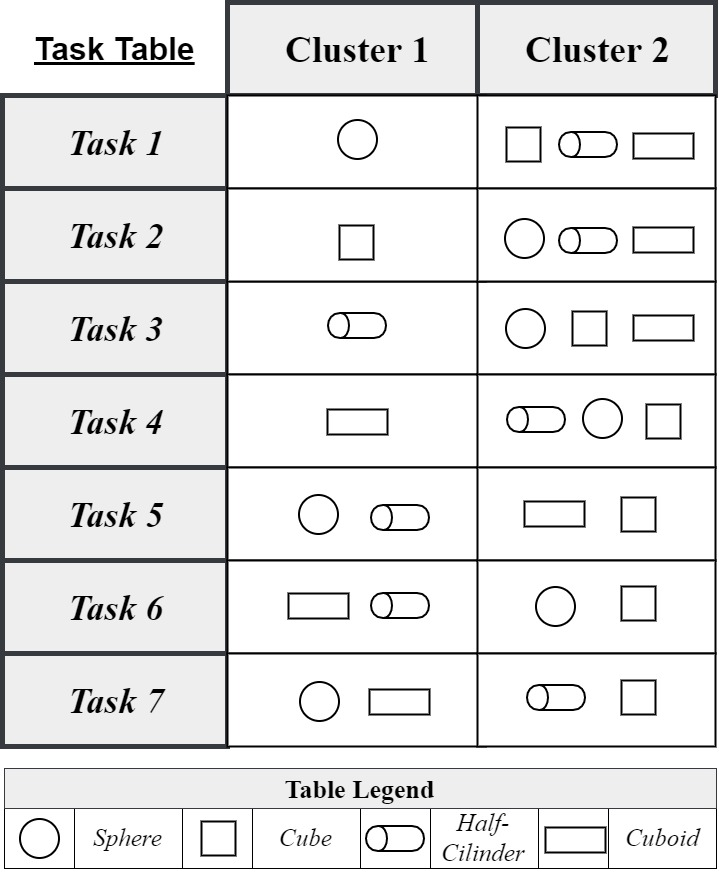 Task Table Cluster 1 Cluster 2
Task 1
Task 2
Task 3
Task 4
Task 5
Task 6
Task 7
Table Legend
Sphere Cube Half-
Cilinder Cuboid